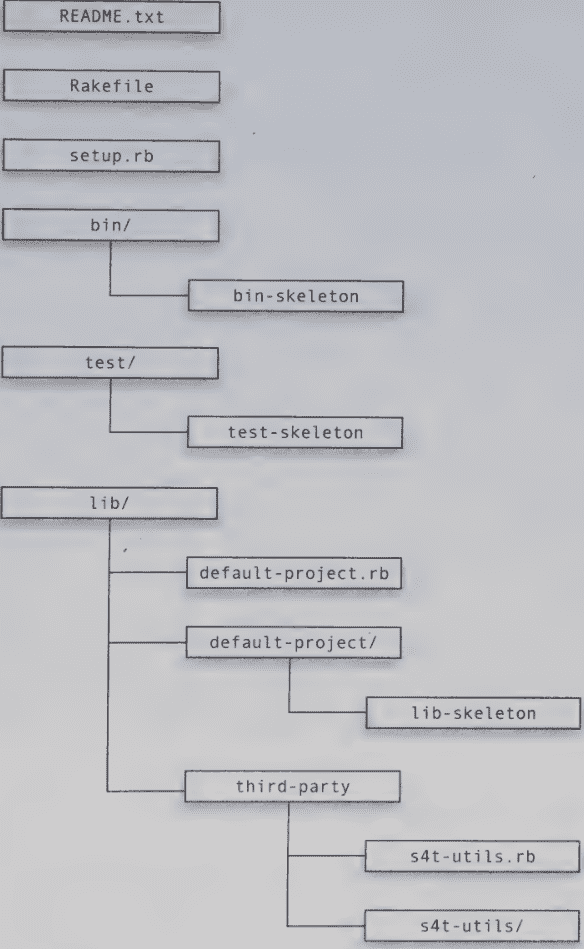 README.txt
Rakefile
setup.rb
bin/
bin-skeleton
test/
test-skeleton
lib/
default-project.rb
default-project/
lib-skeleton
third-party
s4t-utils.rb
s4t-utils/